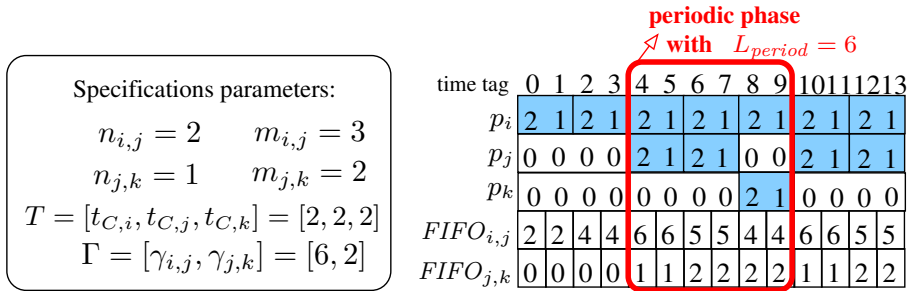 periodic phase
with L_{period} = 6
Specifications parameters:
n_{i,j} = 2 m_{i,j} = 3
n_{j,k} = 1 m_{j,k} = 2
T = [t_{C,i}, t_{C,j}, t_{C,k}] = [2, 2, 2]
Γ = [γ_{i,j}, γ_{j,k}] = [6, 2]
time tag 0 1 2 3 4 5 6 7 8 9 10 11 12 13
p_i 2 1 2 1 2 1 2 1 2 1 2 1 2 1
p_j 0 0 0 0 2 1 2 1 0 0 2 1 2 1
p_k 0 0 0 0 0 0 0 0 2 1 0 0 0 0
FIFO_{i,j} 2 2 4 4 6 6 5 5 4 4 6 6 5 5
FIFO_{j,k} 0 0 0 0 1 1 2 2 2 2 1 1 2 2